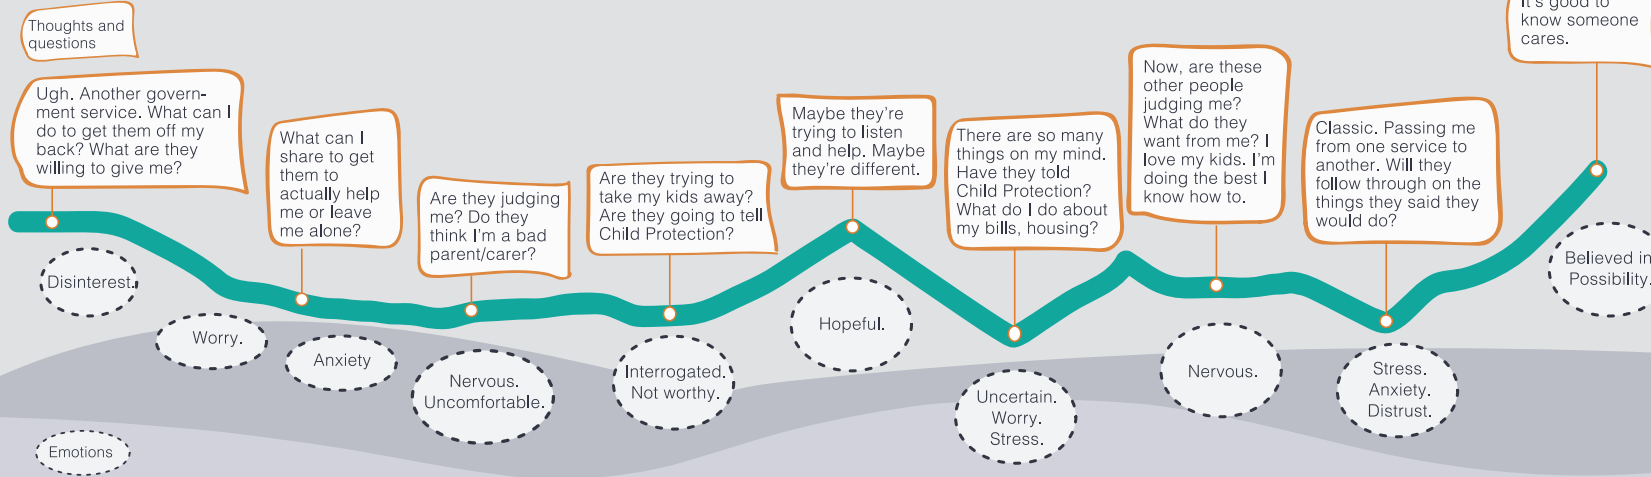 Thoughts and
questions
Ugh. Another govern-
ment service. What can I
do to get them off my
back? What are they
willing to give me?
What can I
share to get
them to
actually help
me or leave
me alone?
Are they judging
me? Do they
think I'm a bad
parent/carer?
Are they trying to
take my kids away?
Are they going to tell
Child Protection?
Maybe they're
trying to listen
and help. Maybe
they're different.
There are so many
things on my mind.
Have they told
Child Protection?
What do I do about
my bills, housing?
Now, are these
other people
judging me?
What do they
want from me? I
love my kids. I'm
doing the best I
know how to.
Classic. Passing me
from one service to
another. Will they
follow through on the
things they said they
would do?
It's good to
know someone
cares.
Disinterest.
Worry.
Anxiety
Nervous.
Uncomfortable.
Interrogated.
Not worthy.
Hopeful.
Uncertain.
Worry.
Stress.
Nervous.
Stress.
Anxiety.
Distrust.
Believed in
Possibility.
Emotions